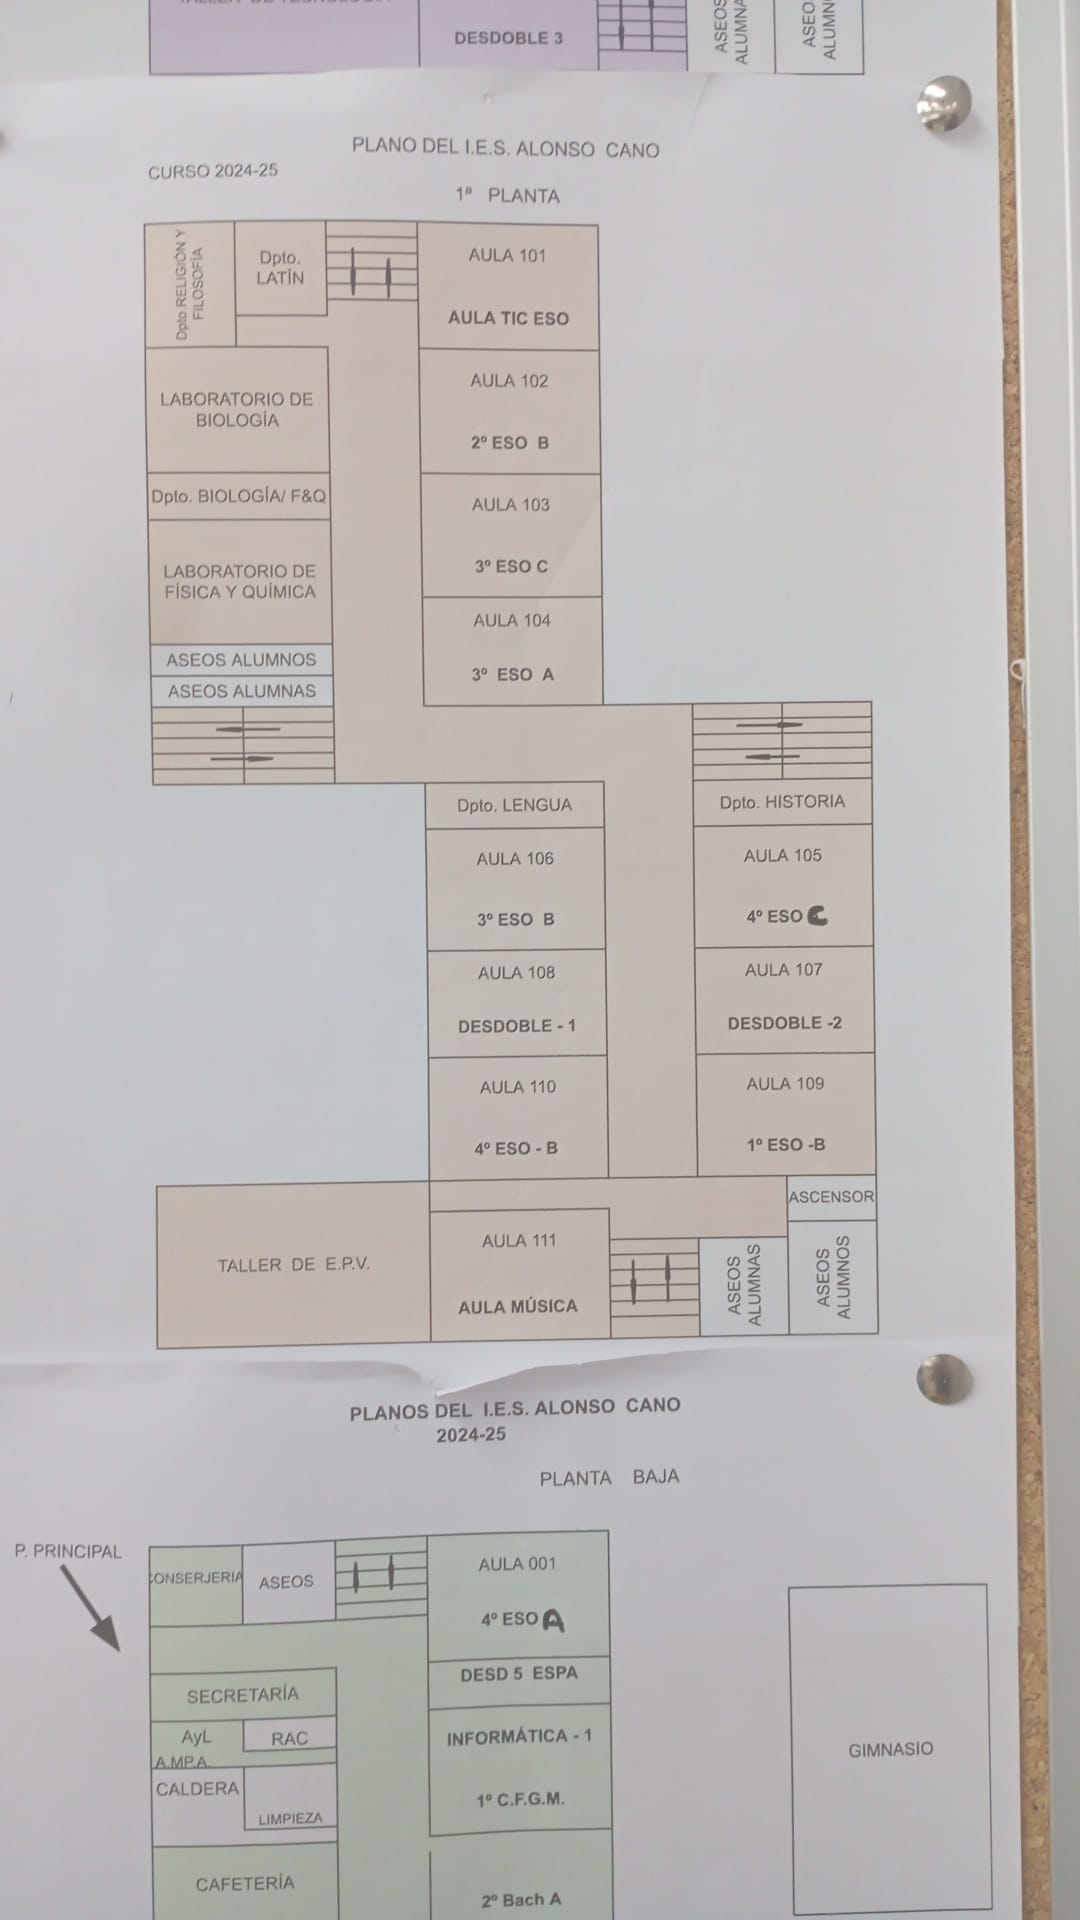 DESDOBLE 3
ASEOS
ALUMNAS
PLANO DEL I.E.S. ALONSO CANO
CURSO 2024-25
1ª PLANTA
Dpto.RELIGIÓN Y
FILOSOFÍA
Dpto.
LATÍN
AULA 101
AULA TIC ESO
LABORATORIO DE
BIOLOGÍA
AULA 102
2º ESO B
Dpto. BIOLOGÍA/ F&Q
AULA 103
3º ESO C
LABORATORIO DE
FÍSICA Y QUÍMICA
AULA 104
3º ESO A
ASEOS ALUMNOS
ASEOS ALUMNAS
Dpto. LENGUA
Dpto. HISTORIA
AULA 106
3º ESO B
AULA 105
4º ESO C
AULA 108
DESDOBLE - 1
AULA 107
DESDOBLE -2
AULA 110
4º ESO - B
AULA 109
1º ESO -B
ASCENSOR
TALLER DE E.P.V.
AULA 111
AULA MÚSICA
ASEOS
ALUMNAS
ASEOS
ALUMNOS
PLANOS DEL I.E.S. ALONSO CANO
2024-25
PLANTA BAJA
P. PRINCIPAL
CONSERJERIA
ASEOS
AULA 001
4º ESO A
DESD 5 ESPA
SECRETARÍA
AyL
RAC
A.MP.A.
CALDERA
LIMPIEZA
INFORMÁTICA - 1
1º C.F.G.M.
GIMNASIO
CAFETERÍA
2º Bach A